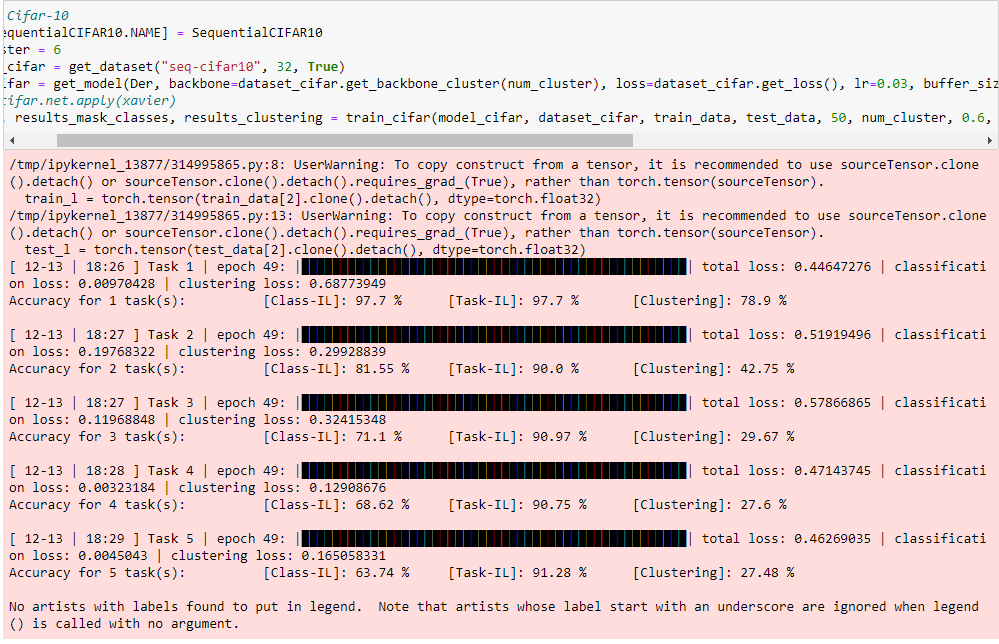 Cifar-10
equentialCIFAR10.NAME] = SequentialCIFAR10
ster = 6
_cifar = get_dataset("seq-cifar10", 32, True)
ifar = get_model(Der, backbone=dataset_cifar.get_backbone_cluster(num_cluster), loss=dataset_cifar.get_loss(), lr=0.03, buffer_siz
cifar.net.apply(xavier)
, results_mask_classes, results_clustering = train_cifar(model_cifar, dataset_cifar, train_data, test_data, 50, num_cluster, 0.6,
/tmp/ipykernel_13877/314995865.py:8: UserWarning: To copy construct from a tensor, it is recommended to use sourceTensor.clone
().detach() or sourceTensor.clone().detach().requires_grad_(True), rather than torch.tensor(sourceTensor).
  train_l = torch.tensor(train_data[2].clone().detach(), dtype=torch.float32)
/tmp/ipykernel_13877/314995865.py:13: UserWarning: To copy construct from a tensor, it is recommended to use sourceTensor.clone
().detach() or sourceTensor.clone().detach().requires_grad_(True), rather than torch.tensor(sourceTensor).
  test_l = torch.tensor(test_data[2].clone().detach(), dtype=torch.float32)
[ 12-13 | 18:26 ] Task 1 | epoch 49: || total loss: 0.44647276 | classificati
on loss: 0.00970428 | clustering loss: 0.68773949
Accuracy for 1 task(s): [Class-IL]: 97.7 % [Task-IL]: 97.7 % [Clustering]: 78.9 %
[ 12-13 | 18:27 ] Task 2 | epoch 49: || total loss: 0.51919496 | classificati
on loss: 0.19768322 | clustering loss: 0.29928839
Accuracy for 2 task(s): [Class-IL]: 81.55 % [Task-IL]: 90.0 % [Clustering]: 42.75 %
[ 12-13 | 18:27 ] Task 3 | epoch 49: || total loss: 0.57866865 | classificati
on loss: 0.11968848 | clustering loss: 0.32415348
Accuracy for 3 task(s): [Class-IL]: 71.1 % [Task-IL]: 90.97 % [Clustering]: 29.67 %
[ 12-13 | 18:28 ] Task 4 | epoch 49: || total loss: 0.47143745 | classificati
on loss: 0.00323184 | clustering loss: 0.12908676
Accuracy for 4 task(s): [Class-IL]: 68.62 % [Task-IL]: 90.75 % [Clustering]: 27.6 %
[ 12-13 | 18:29 ] Task 5 | epoch 49: || total loss: 0.46269035 | classificati
on loss: 0.0045043 | clustering loss: 0.165058331
Accuracy for 5 task(s): [Class-IL]: 63.74 % [Task-IL]: 91.28 % [Clustering]: 27.48 %
No artists with labels found to put in legend.  Note that artists whose label start with an underscore are ignored when legend
() is called with no argument.